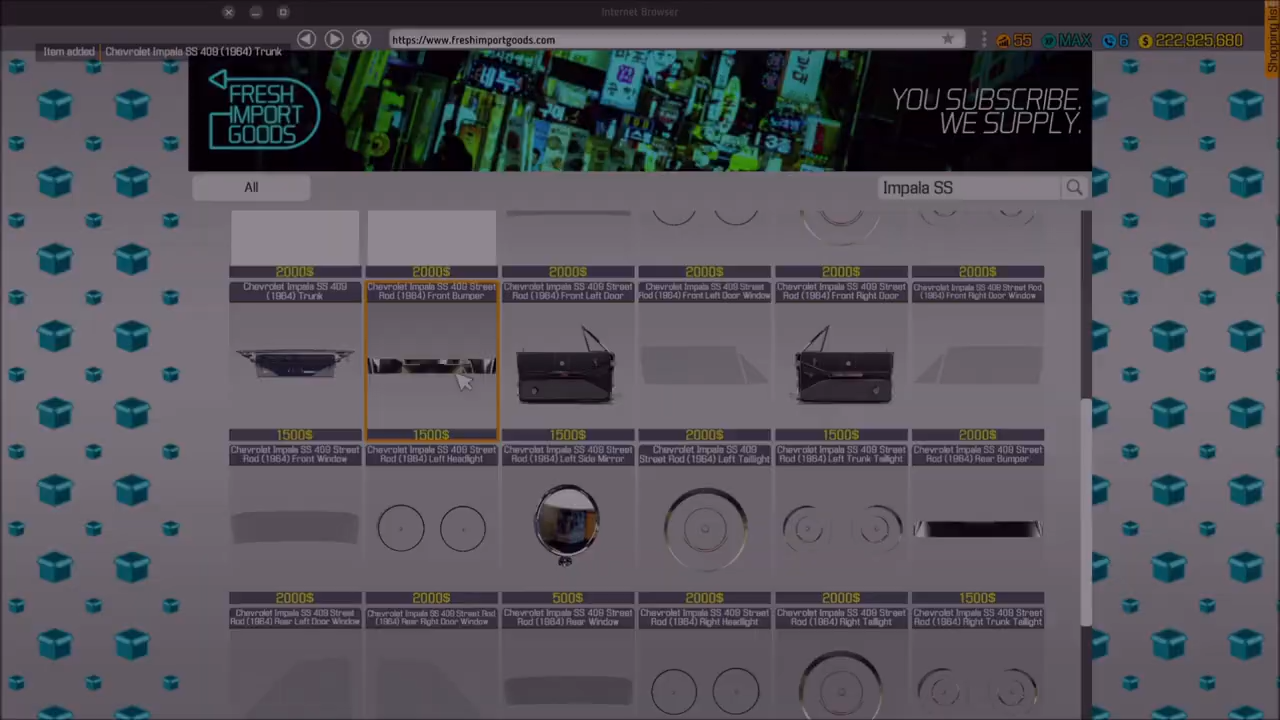 Internet Browser
https://www.freshimportgoods.com
55 MAX 6 222,925,680
Shopping list
Item added | Chevrolet Impala SS 409 (1964) Trunk
FRESH
IMPORT
GOODS
YOU SUBSCRIBE.
WE SUPPLY.
All
Impala SS
2000$ 2000$ 2000$ 2000$ 2000$ 2000$
Chevrolet Impala SS 409
(1964) Trunk
Chevrolet Impala SS 409 Street
Rod (1964) Front Bumper
Chevrolet Impala SS 409 Street
Rod (1964) Front Left Door
Chevrolet Impala SS 409 Street
Rod (1964) Front Left Door Window
Chevrolet Impala SS 409 Street
Rod (1964) Front Right Door
Chevrolet Impala SS 409 Street Rod
(1964) Front Right Door Window
1500$ 1500$ 1500$ 2000$ 1500$ 2000$
Chevrolet Impala SS 409 Street
Rod (1964) Front Window
Chevrolet Impala SS 409 Street
Rod (1964) Left Headlight
Chevrolet Impala SS 409 Street
Rod (1964) Left Side Mirror
Chevrolet Impala SS 409
Street Rod (1964) Left Taillight
Chevrolet Impala SS 409 Street
Rod (1964) Left Trunk Taillight
Chevrolet Impala SS 409 Street
Rod (1964) Rear Bumper
2000$ 2000$ 500$ 2000$ 2000$ 1500$
Chevrolet Impala SS 409 Street
Rod (1964) Rear Left Door Window
Chevrolet Impala SS 409 Street Rod
(1964) Rear Right Door Window
Chevrolet Impala SS 409 Street
Rod (1964) Rear Window
Chevrolet Impala SS 409 Street
Rod (1964) Right Headlight
Chevrolet Impala SS 409 Street
Rod (1964) Right Taillight
Chevrolet Impala SS 409 Street
Rod (1964) Right Trunk Taillight